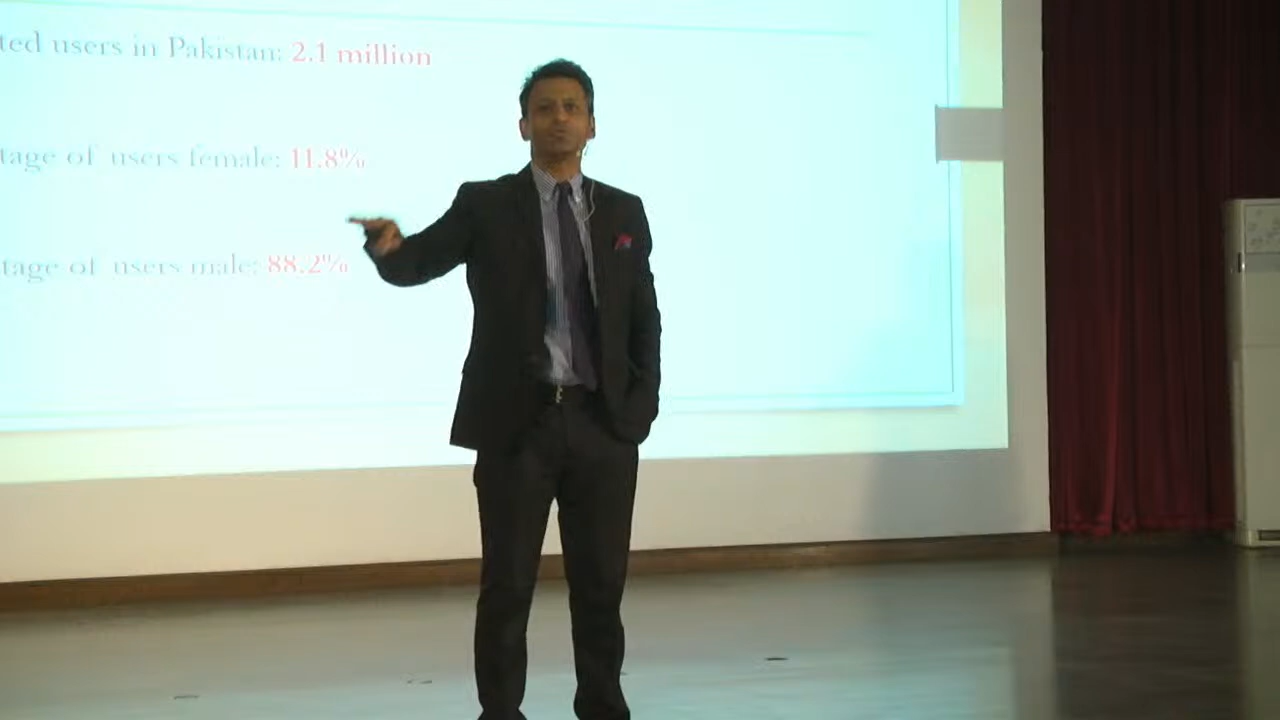 ted users in Pakistan: 2.1 million
tage of users female: 11.8%
tage of users male: 88.2%